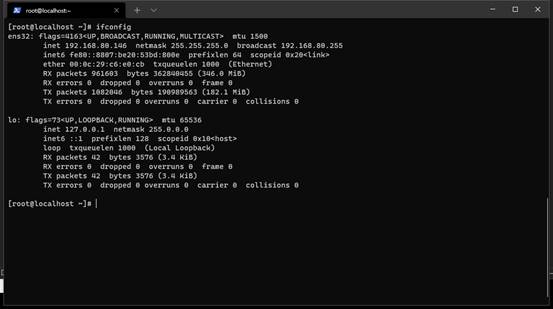 root@localhost:~
[root@localhost ~]# ifconfig
ens32: flags=4163<UP,BROADCAST,RUNNING,MULTICAST>  mtu 1500
inet 192.168.80.146  netmask 255.255.255.0  broadcast 192.168.80.255
inet6 fe80::8807:be20:53bd:800e  prefixlen 64  scopeid 0x20<link>
ether 00:0c:29:c6:e0:cb  txqueuelen 1000  (Ethernet)
RX packets 961603  bytes 362840455 (346.0 MiB)
RX errors 0  dropped 0  overruns 0  frame 0
TX packets 1082046  bytes 190989563 (182.1 MiB)
TX errors 0  dropped 0 overruns 0  carrier 0  collisions 0
lo: flags=73<UP,LOOPBACK,RUNNING>  mtu 65536
inet 127.0.0.1  netmask 255.0.0.0
inet6 ::1  prefixlen 128  scopeid 0x10<host>
loop  txqueuelen 1000  (Local Loopback)
RX packets 42  bytes 3576 (3.4 KiB)
RX errors 0  dropped 0  overruns 0  frame 0
TX packets 42  bytes 3576 (3.4 KiB)
TX errors 0  dropped 0 overruns 0  carrier 0  collisions 0
[root@localhost ~]#